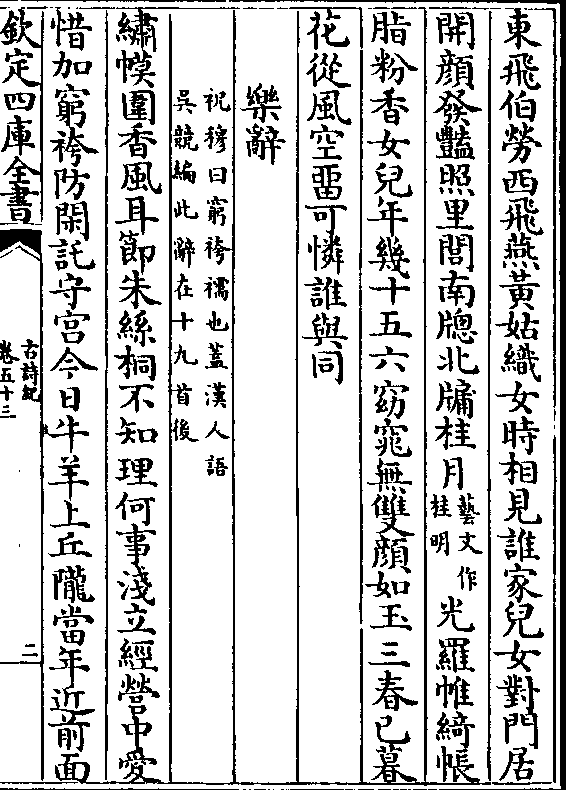 東飛伯勞西飛燕黃姑織女時相見誰家兒女對門居
開顔發豔照里閭南牕北牖桂月藝文作桂明光羅帷綺帳
脂粉香女兒年幾十五六窈窕無雙顔如玉三春已暮
花從風空畱可憐誰與同
樂辭
祝穆曰窮袴襦也蓋漢人語
吳競編此辭在十九首後
繡幙圍香風耳節朱絲桐不知理何事淺立經營中愛
惜加窮袴防閑託守宮今日牛羊上丘隴當年近前面
欽定四庫全書
古詩紀
卷五十三
二